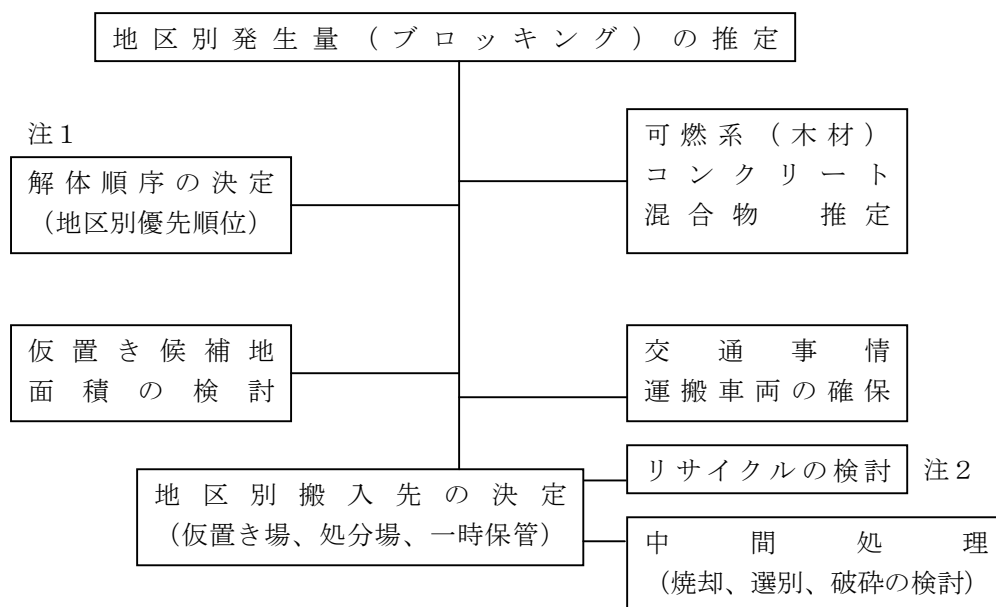 地区別発生量（ブロッキング）の推定
注１
解体順序の決定
（地区別優先順位）
可燃系（木材）
コンクリート
混合物　推定
仮置き候補地
面積の検討
交通事情
運搬車両の確保
地区別搬入先の決定
（仮置き場、処分場、一時保管）
リサイクルの検討
注２
中間処理
（焼却、選別、破砕の検討）